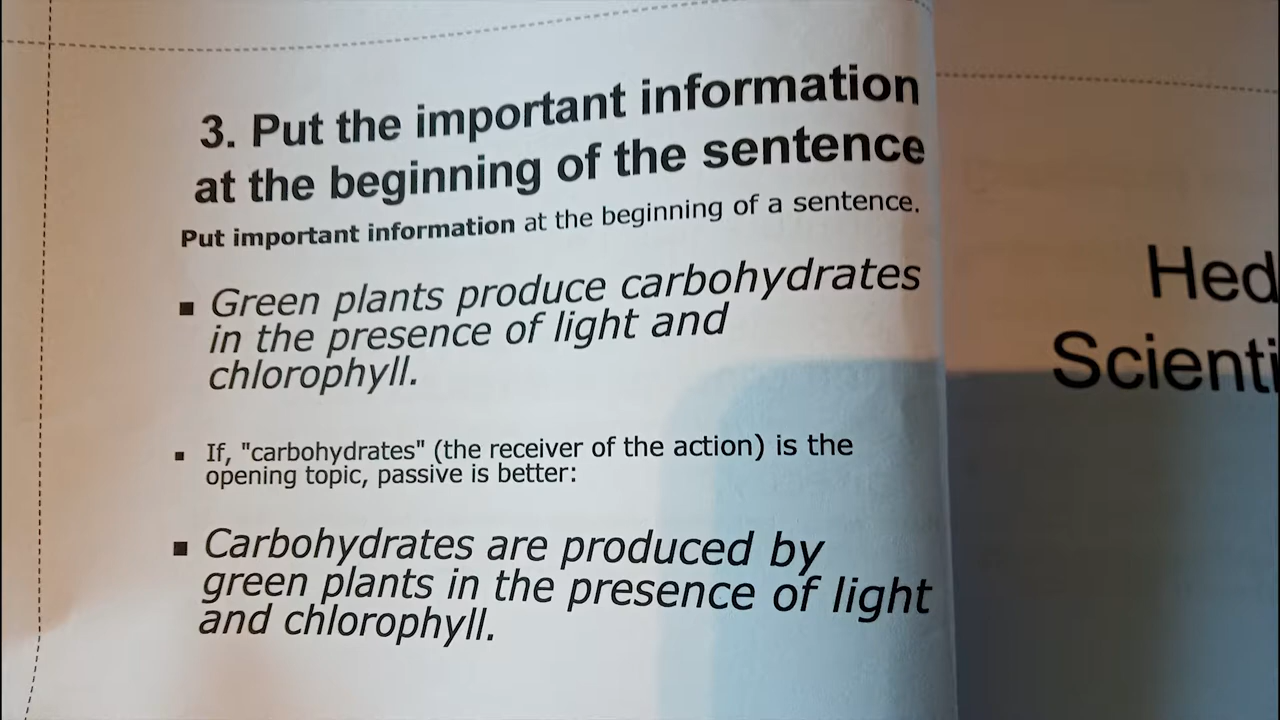 3. Put the important information
at the beginning of the sentence
Put important information at the beginning of a sentence.
▪ Green plants produce carbohydrates
in the presence of light and
chlorophyll.
▪ If, "carbohydrates" (the receiver of the action) is the
opening topic, passive is better:
▪ Carbohydrates are produced by
green plants in the presence of light
and chlorophyll.
Hed
Scienti